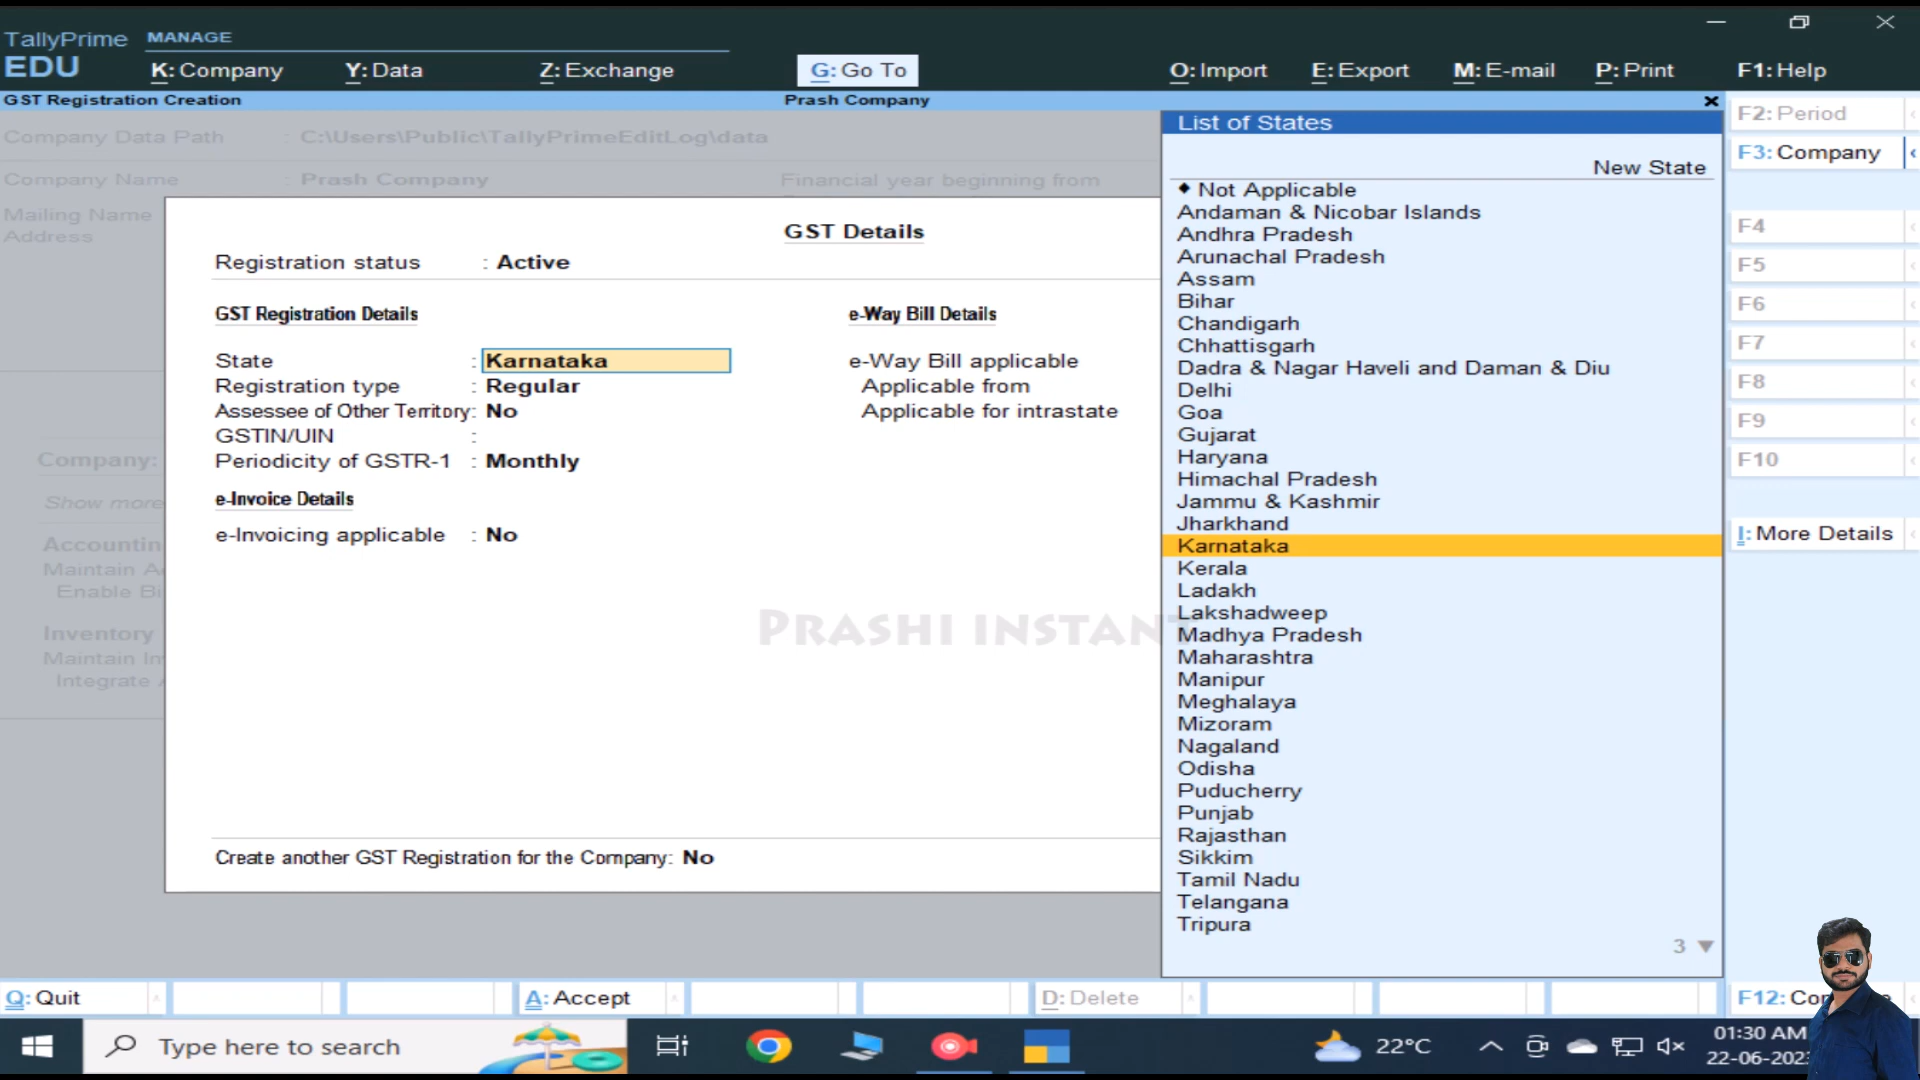 TallyPrime
EDU
MANAGE
K: Company
Y: Data
Z: Exchange
G: Go To
O: Import
E: Export
M: E-mail
P: Print
F1: Help
GST Registration Creation
Prash Company
Company Data Path : C:\Users\Public\TallyPrimeEditLog\data
Company Name : Prash Company
Financial year beginning from
Mailing Name
Address
Company:
Show more
Maintain
Enable
Inventory
Maintain
Integrate
GST Details
Registration status : Active
GST Registration Details
State : Karnataka
Registration type : Regular
Assessee of Other Territory: No
GSTIN/UIN :
Periodicity of GSTR-1 : Monthly
e-Invoice Details
e-Invoicing applicable : No
e-Way Bill Details
e-Way Bill applicable
Applicable from
Applicable for intrastate
PRASHI INSTANT
Create another GST Registration for the Company: No
List of States
New State
♦ Not Applicable
Andaman & Nicobar Islands
Andhra Pradesh
Arunachal Pradesh
Assam
Bihar
Chandigarh
Chhattisgarh
Dadra & Nagar Haveli and Daman & Diu
Delhi
Goa
Gujarat
Haryana
Himachal Pradesh
Jammu & Kashmir
Jharkhand
Karnataka
Kerala
Ladakh
Lakshadweep
Madhya Pradesh
Maharashtra
Manipur
Meghalaya
Mizoram
Nagaland
Odisha
Puducherry
Punjab
Rajasthan
Sikkim
Tamil Nadu
Telangana
Tripura
3 ▼
F2: Period
F3: Company
F4
F5
F6
F7
F8
F9
F10
I: More Details
F12:
Q: Quit
A: Accept
D: Delete
Type here to search
22°C
01:30 AM
22-06-202